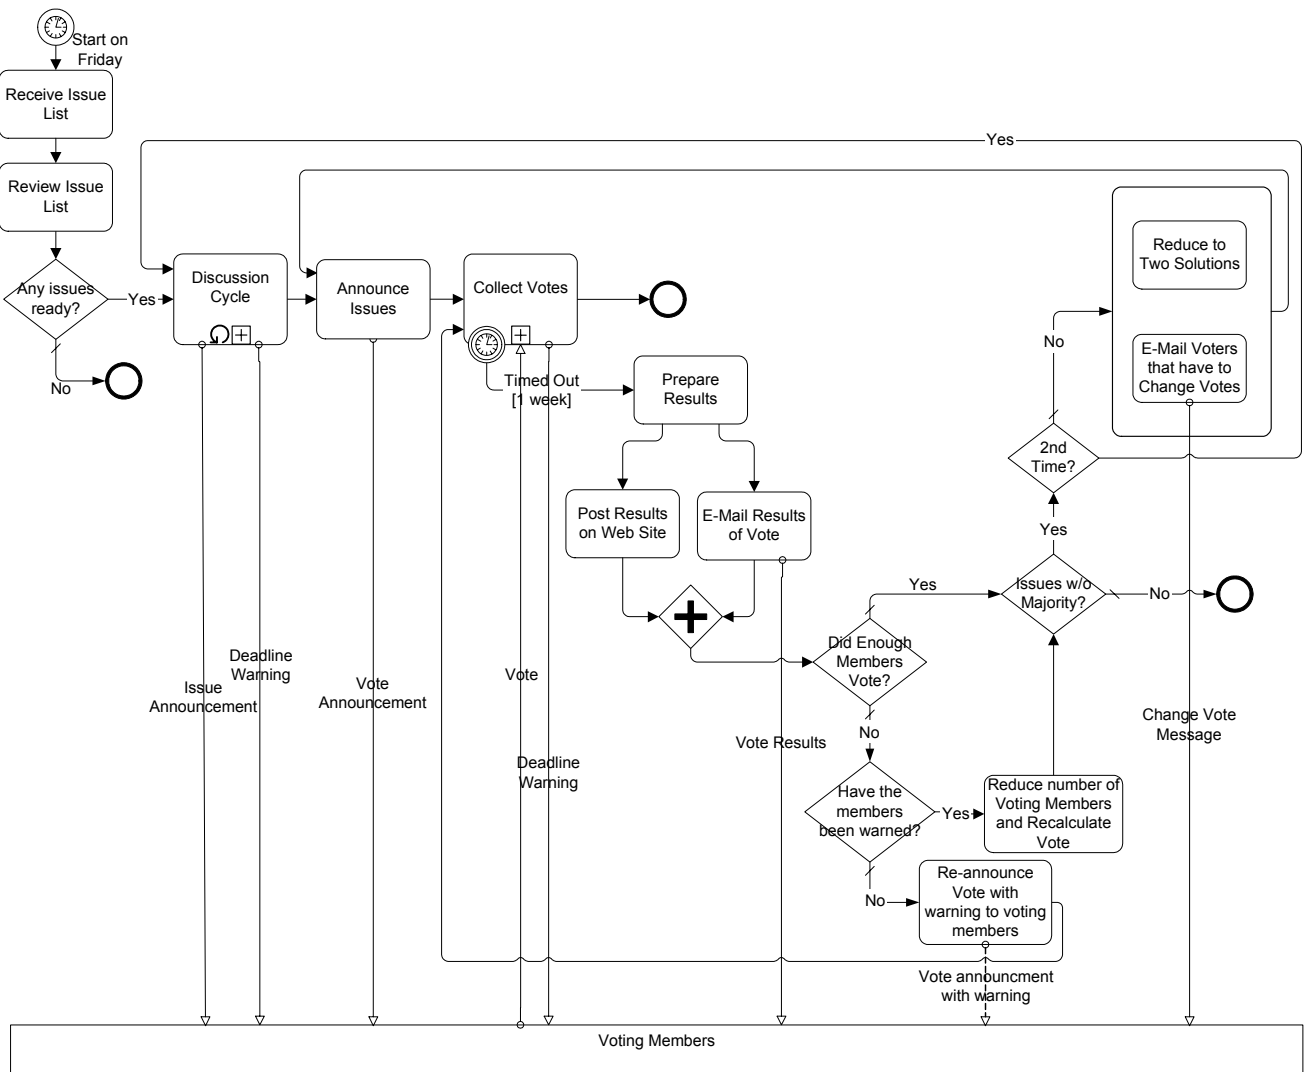 Start on
Friday
Receive Issue
List
Review Issue
List
Any issues
ready?
Yes
No
Discussion
Cycle
Announce
Issues
Collect Votes
Timed Out
[1 week]
Prepare
Results
Post Results
on Web Site
E-Mail Results
of Vote
Did Enough
Members
Vote?
Yes
No
Have the
members
been warned?
Yes
No
Re-announce
Vote with
warning to voting
members
Reduce number of
Voting Members
and Recalculate
Vote
Issues w/o
Majority?
Yes
No
2nd
Time?
No
Yes
Reduce to
Two Solutions
E-Mail Voters
that have to
Change Votes
Issue
Announcement
Deadline
Warning
Vote
Announcement
Vote
Deadline
Warning
Vote Results
Vote announcment
with warning
Change Vote
Message
Voting Members